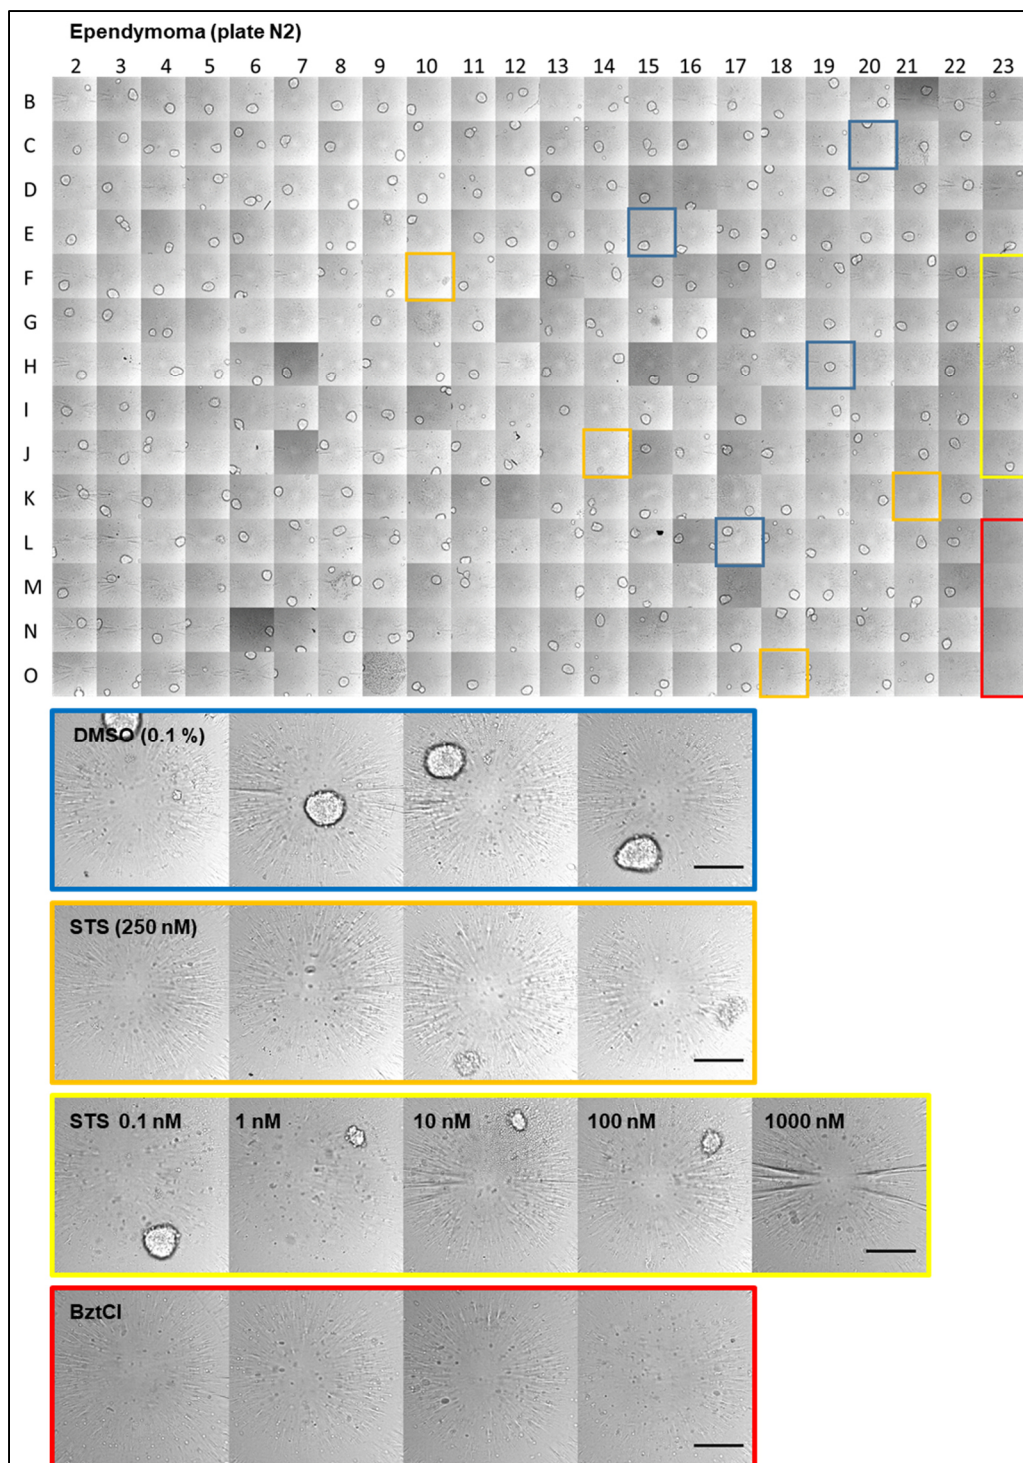 Ependymoma (plate N2)
2 3 4 5 6 7 8 9 10 11 12 13 14 15 16 17 18 19 20 21 22 23
B
C
D
E
F
G
H
I
J
K
L
M
N
O
DMSO (0.1 %)
STS (250 nM)
STS 0.1 nM 1 nM 10 nM 100 nM 1000 nM
BztCl